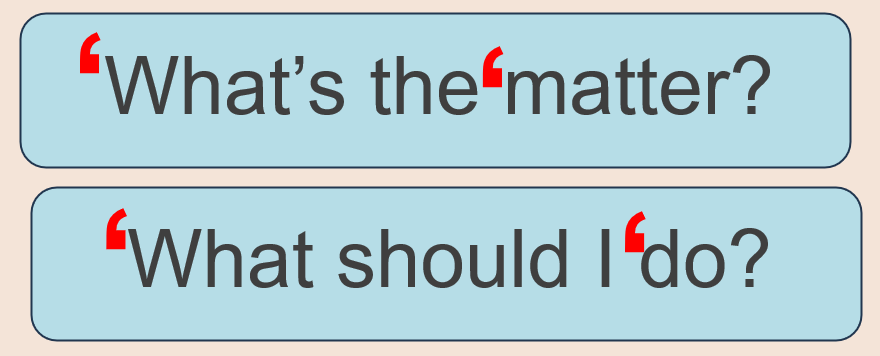 ‘What’s the ‘matter?
‘What should I ‘do?